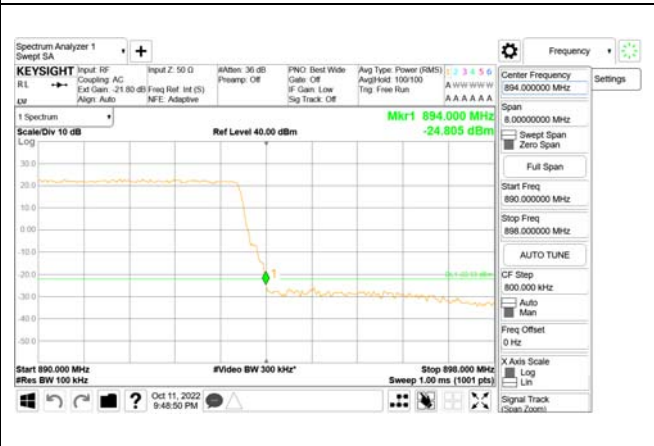 Spectrum Analyzer 1
Swept SA
+
Frequency
KEYSIGHT Input: RF Input Z: 50 Ω #Atten: 36 dB PNO: Best Wide Avg Type: Power (RMS) 1 2 3 4 5 6
RL Coupling: AC Preamp: Off Gate: Off Avg|Hold: 100/100 A W W W W W
Ext Gain: -21.80 dB Freq Ref: Int (S) IF Gain: Low Trig: Free Run
Align: Auto NFE: Adaptive Sig Track: Off A A A A A A
1 Spectrum
Scale/Div 10 dB Ref Level 40.00 dBm Mkr1 894.000 MHz
-24.805 dBm
Log
30.0
20.0
10.0
0.00
-10.0
-20.0
-30.0
-40.0
-50.0
1
Start 890.000 MHz #Video BW 300 kHz* Stop 898.000 MHz
#Res BW 100 kHz Sweep 1.00 ms (1001 pts)
? Oct 11, 2022
9:48:50 PM
Center Frequency
894.000000 MHz
Settings
Span
8.00000000 MHz
Swept Span
Zero Span
Full Span
Start Freq
890.000000 MHz
Stop Freq
898.000000 MHz
AUTO TUNE
CF Step
800.000 kHz
Auto
Man
Freq Offset
0 Hz
X Axis Scale
Log
Lin
Signal Track
(Span Zoom)